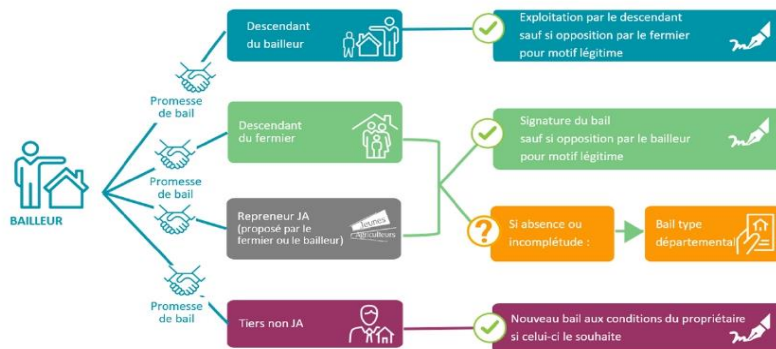 Descendant
du bailleur
Exploitation par le descendant
sauf si opposition par le fermier
pour motif légitime
Promesse
de bail
Descendant
du fermier
Signature du bail
sauf si opposition par le bailleur
pour motif légitime
Promesse
de bail
BAILLEUR
Repreneur JA
(proposé par le
fermier ou le bailleur)
Jeunes
Agriculteurs
?
Si absence ou
incomplétude :
Bail type
départemental
Promesse
de bail
Tiers non JA
Nouveau bail aux conditions du propriétaire
si celui-ci le souhaite